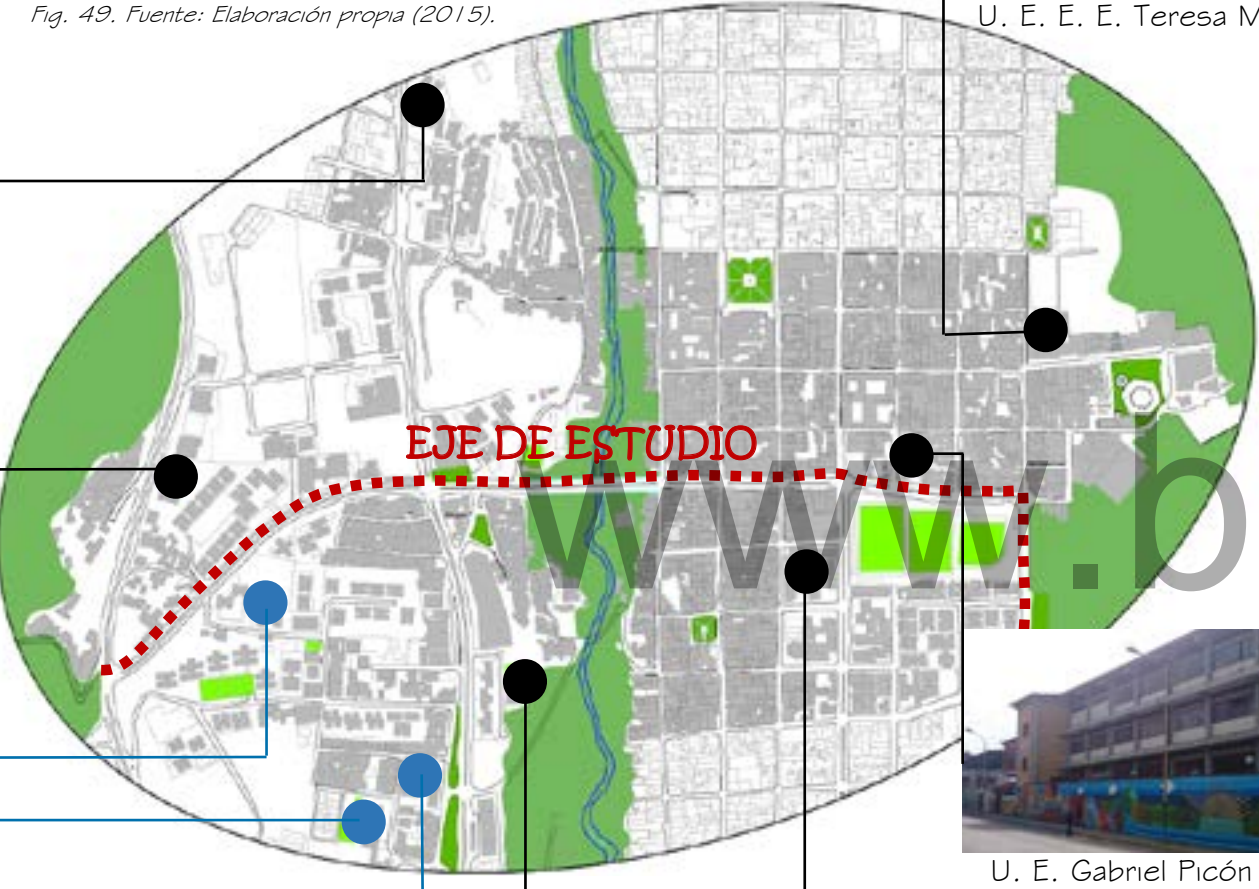 Fig. 49. Fuente: Elaboración propia (2015).
U. E. E. E. Teresa M
EJE DE ESTUDIO
www.b
U. E. Gabriel Picón